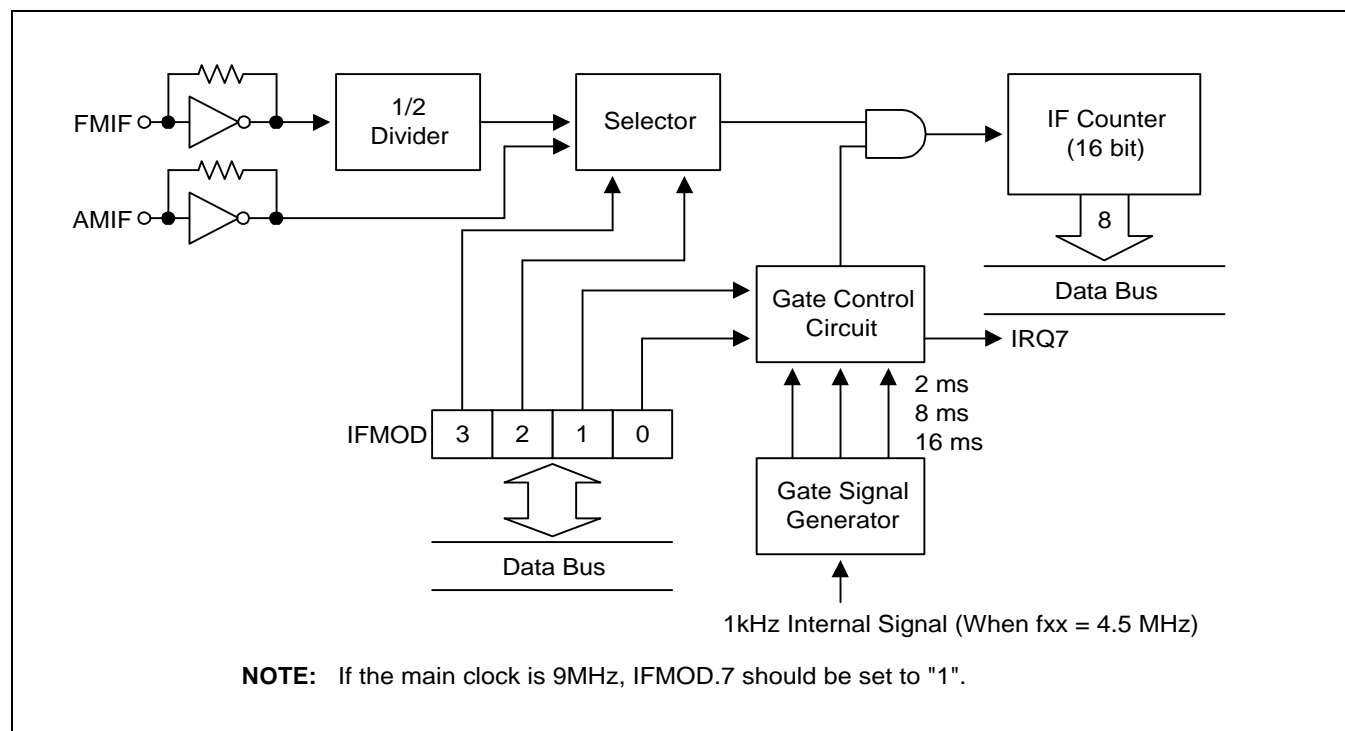 FMIF
1/2
Divider
Selector
IF Counter
(16 bit)
AMIF
8
Data Bus
Gate Control
Circuit
IRQ7
2 ms
8 ms
16 ms
IFMOD
3
2
1
0
Gate Signal
Generator
Data Bus
1kHz Internal Signal (When fxx = 4.5 MHz)
NOTE: If the main clock is 9MHz, IFMOD.7 should be set to "1".